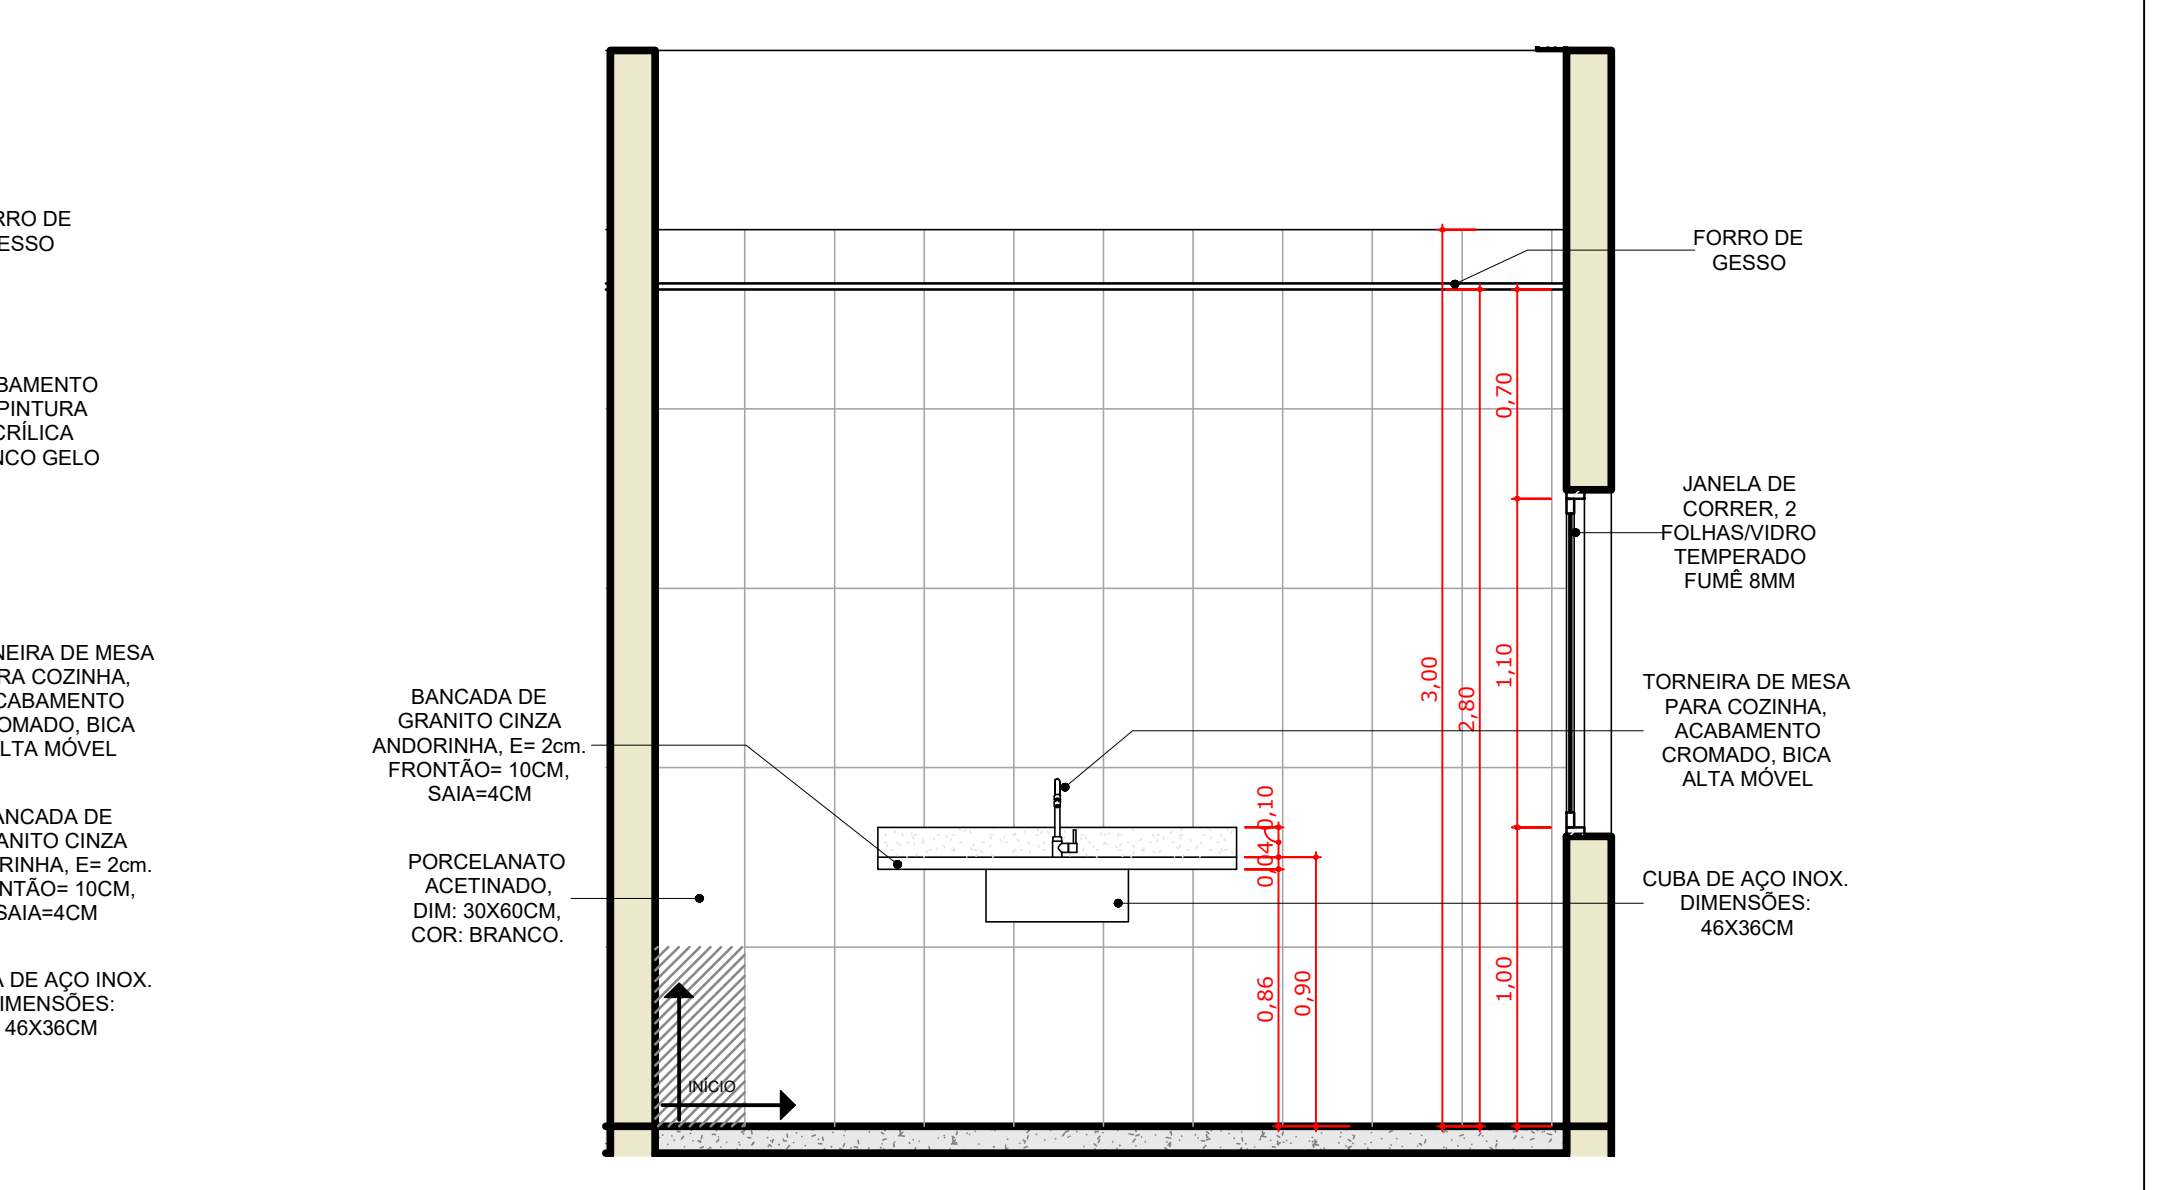 RRO DE
ESSO
BAMENTO
PINTURA
CRÍLICA
NCO GELO
NEIRA DE MESA
RA COZINHA,
CABAMENTO
OMADO, BICA
LTA MÓVEL
ANCADA DE
ANITO CINZA
RINHA, E= 2cm.
NTÃO= 10CM,
SAIA=4CM
A DE AÇO INOX.
IMENSÕES:
46X36CM
BANCADA DE
GRANITO CINZA
ANDORINHA, E= 2cm.
FRONTÃO= 10CM,
SAIA=4CM
PORCELANATO
ACETINADO,
DIM: 30X60CM,
COR: BRANCO.
INÍCIO
0,10
0,04
0,86
0,90
3,00
2,80
0,70
1,10
1,00
FORRO DE
GESSO
JANELA DE
CORRER, 2
FOLHAS/VIDRO
TEMPERADO
FUMÊ 8MM
TORNEIRA DE MESA
PARA COZINHA,
ACABAMENTO
CROMADO, BICA
ALTA MÓVEL
CUBA DE AÇO INOX.
DIMENSÕES:
46X36CM